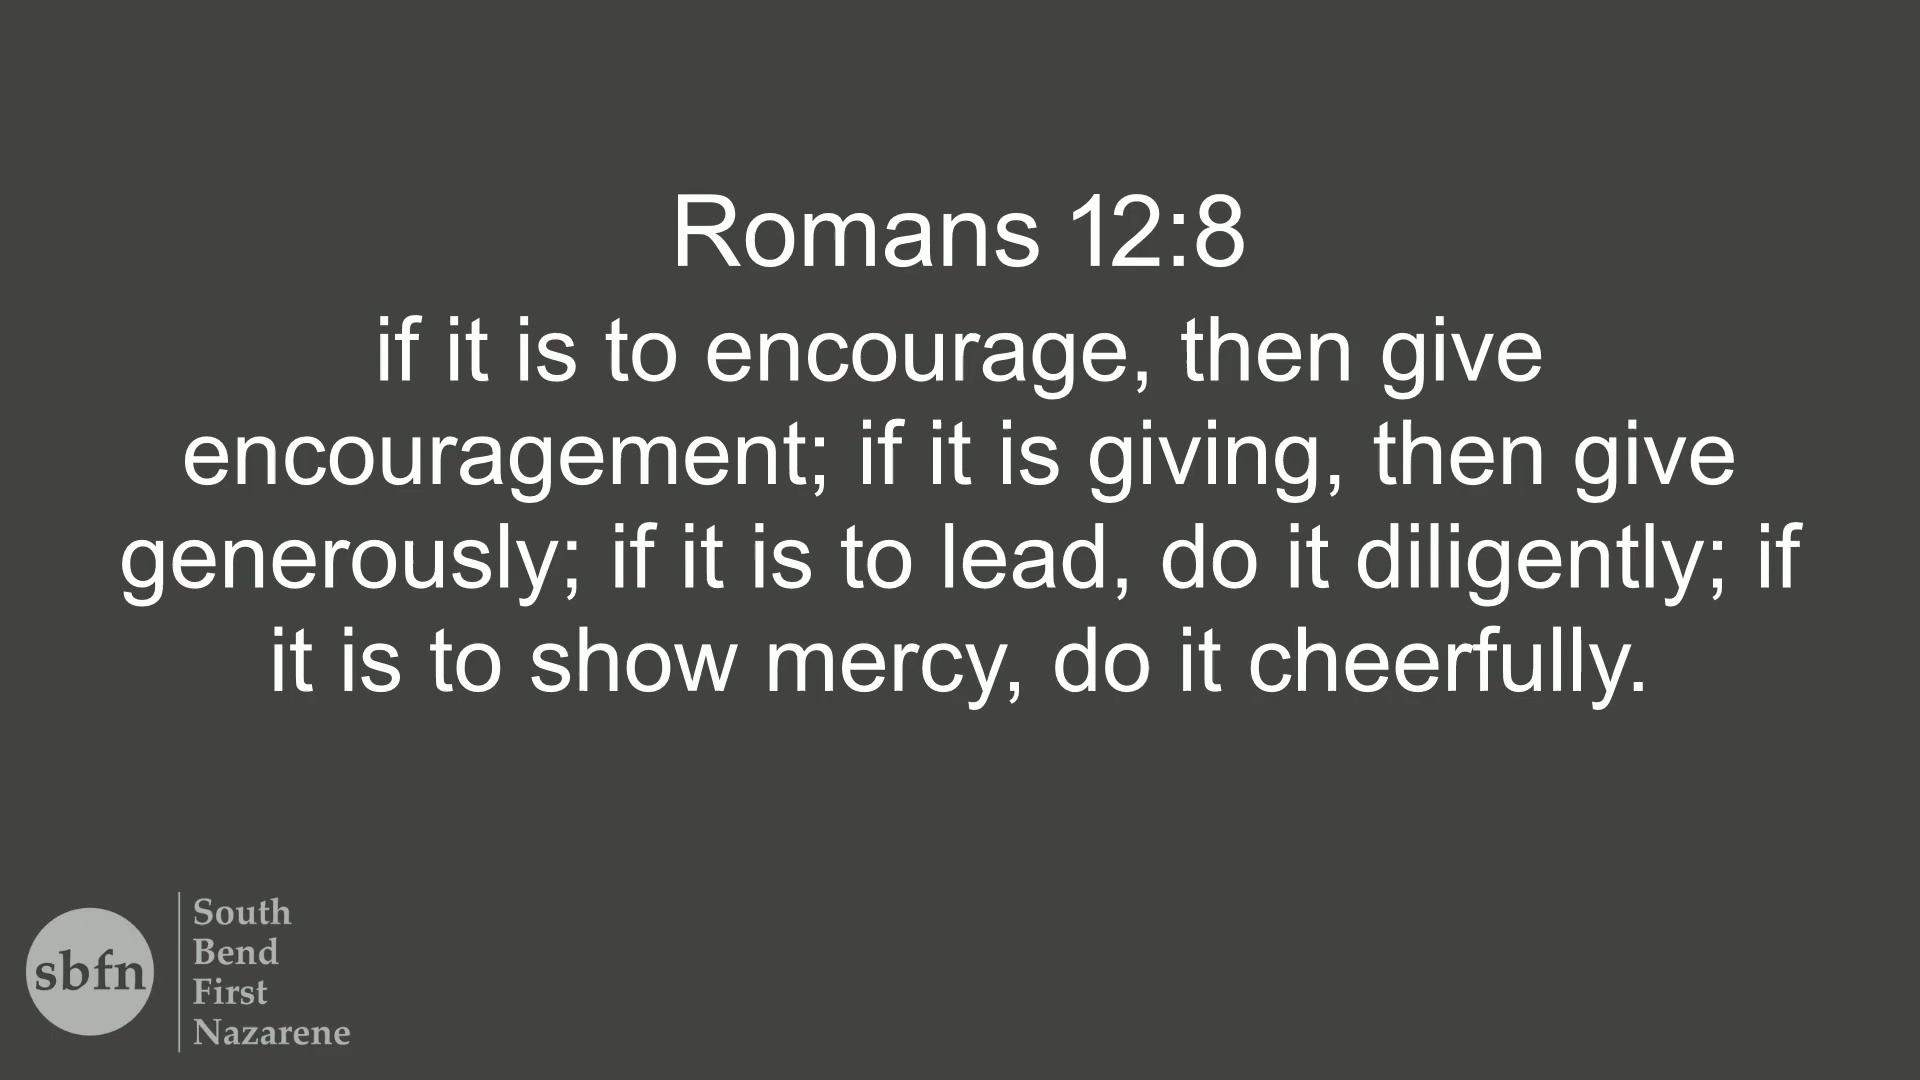 Romans 12:8
if it is to encourage, then give
encouragement; if it is giving, then give
generously; if it is to lead, do it diligently; if
it is to show mercy, do it cheerfully.
sbfn
South
Bend
First
Nazarene